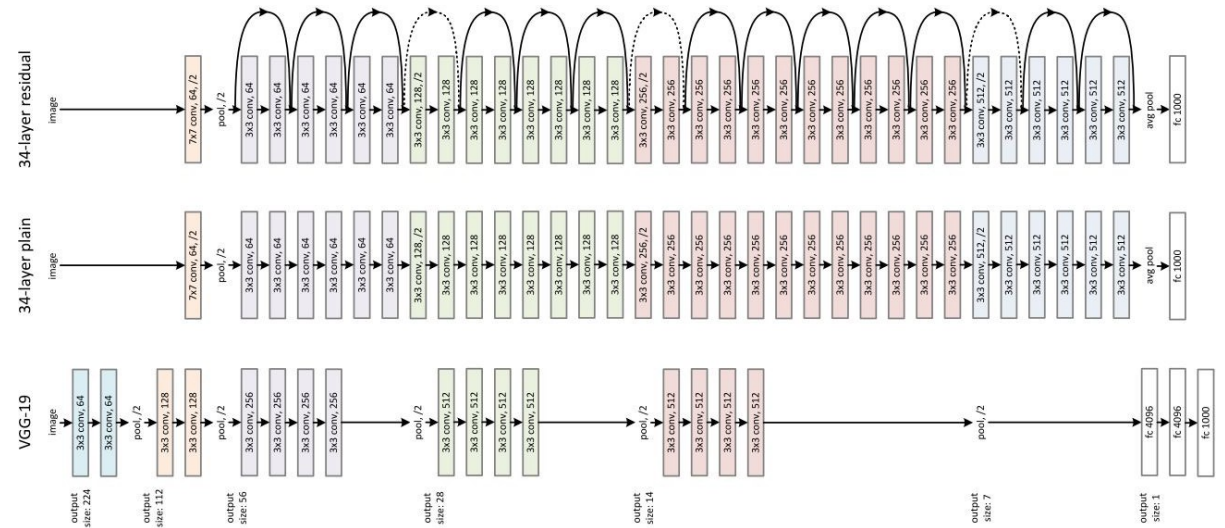 34-layer residual
image
7x7 conv, 64, /2
pool, /2
3x3 conv, 64
3x3 conv, 64
3x3 conv, 64
3x3 conv, 64
3x3 conv, 64
3x3 conv, 64
3x3 conv, 128, /2
3x3 conv, 128
3x3 conv, 128
3x3 conv, 128
3x3 conv, 128
3x3 conv, 128
3x3 conv, 128
3x3 conv, 128
3x3 conv, 256, /2
3x3 conv, 256
3x3 conv, 256
3x3 conv, 256
3x3 conv, 256
3x3 conv, 256
3x3 conv, 256
3x3 conv, 256
3x3 conv, 256
3x3 conv, 256
3x3 conv, 256
3x3 conv, 256
3x3 conv, 512, /2
3x3 conv, 512
3x3 conv, 512
3x3 conv, 512
3x3 conv, 512
3x3 conv, 512
avg pool
fc 1000
34-layer plain
image
7x7 conv, 64, /2
pool, /2
3x3 conv, 64
3x3 conv, 64
3x3 conv, 64
3x3 conv, 64
3x3 conv, 64
3x3 conv, 64
3x3 conv, 128, /2
3x3 conv, 128
3x3 conv, 128
3x3 conv, 128
3x3 conv, 128
3x3 conv, 128
3x3 conv, 128
3x3 conv, 128
3x3 conv, 256, /2
3x3 conv, 256
3x3 conv, 256
3x3 conv, 256
3x3 conv, 256
3x3 conv, 256
3x3 conv, 256
3x3 conv, 256
3x3 conv, 256
3x3 conv, 256
3x3 conv, 256
3x3 conv, 256
3x3 conv, 512, /2
3x3 conv, 512
3x3 conv, 512
3x3 conv, 512
3x3 conv, 512
3x3 conv, 512
avg pool
fc 1000
VGG-19
image
3x3 conv, 64
3x3 conv, 64
pool, /2
3x3 conv, 128
3x3 conv, 128
pool, /2
3x3 conv, 256
3x3 conv, 256
3x3 conv, 256
3x3 conv, 256
pool, /2
3x3 conv, 512
3x3 conv, 512
3x3 conv, 512
3x3 conv, 512
pool, /2
3x3 conv, 512
3x3 conv, 512
3x3 conv, 512
3x3 conv, 512
pool, /2
fc 4096
fc 4096
fc 1000
output
size: 224
output
size: 112
output
size: 56
output
size: 28
output
size: 14
output
size: 7
output
size: 1